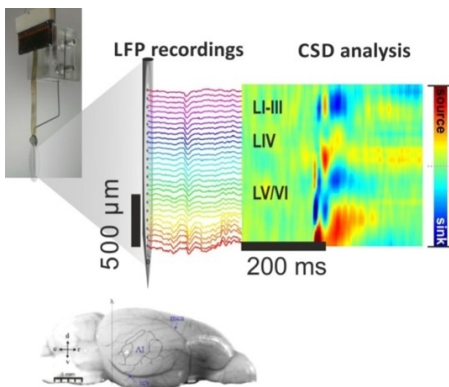 LFP recordings
CSD analysis
LI-III
LIV
LV/VI
source
sink
500 μm
200 ms
d
v
AI